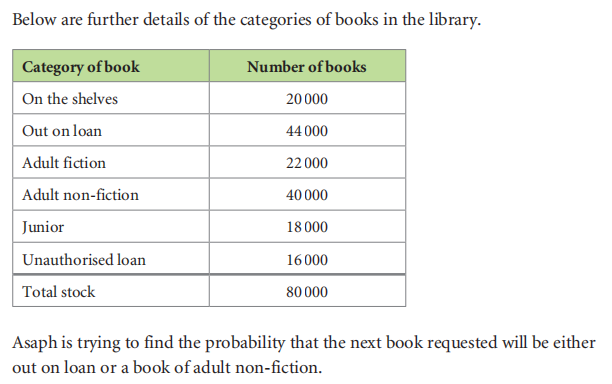 Below are further details of the categories of books in the library.
Category of book Number of books
On the shelves 20 000
Out on loan 44 000
Adult fiction 22 000
Adult non-fiction 40 000
Junior 18 000
Unauthorised loan 16 000
Total stock 80 000
Asaph is trying to find the probability that the next book requested will be either
out on loan or a book of adult non-fiction.